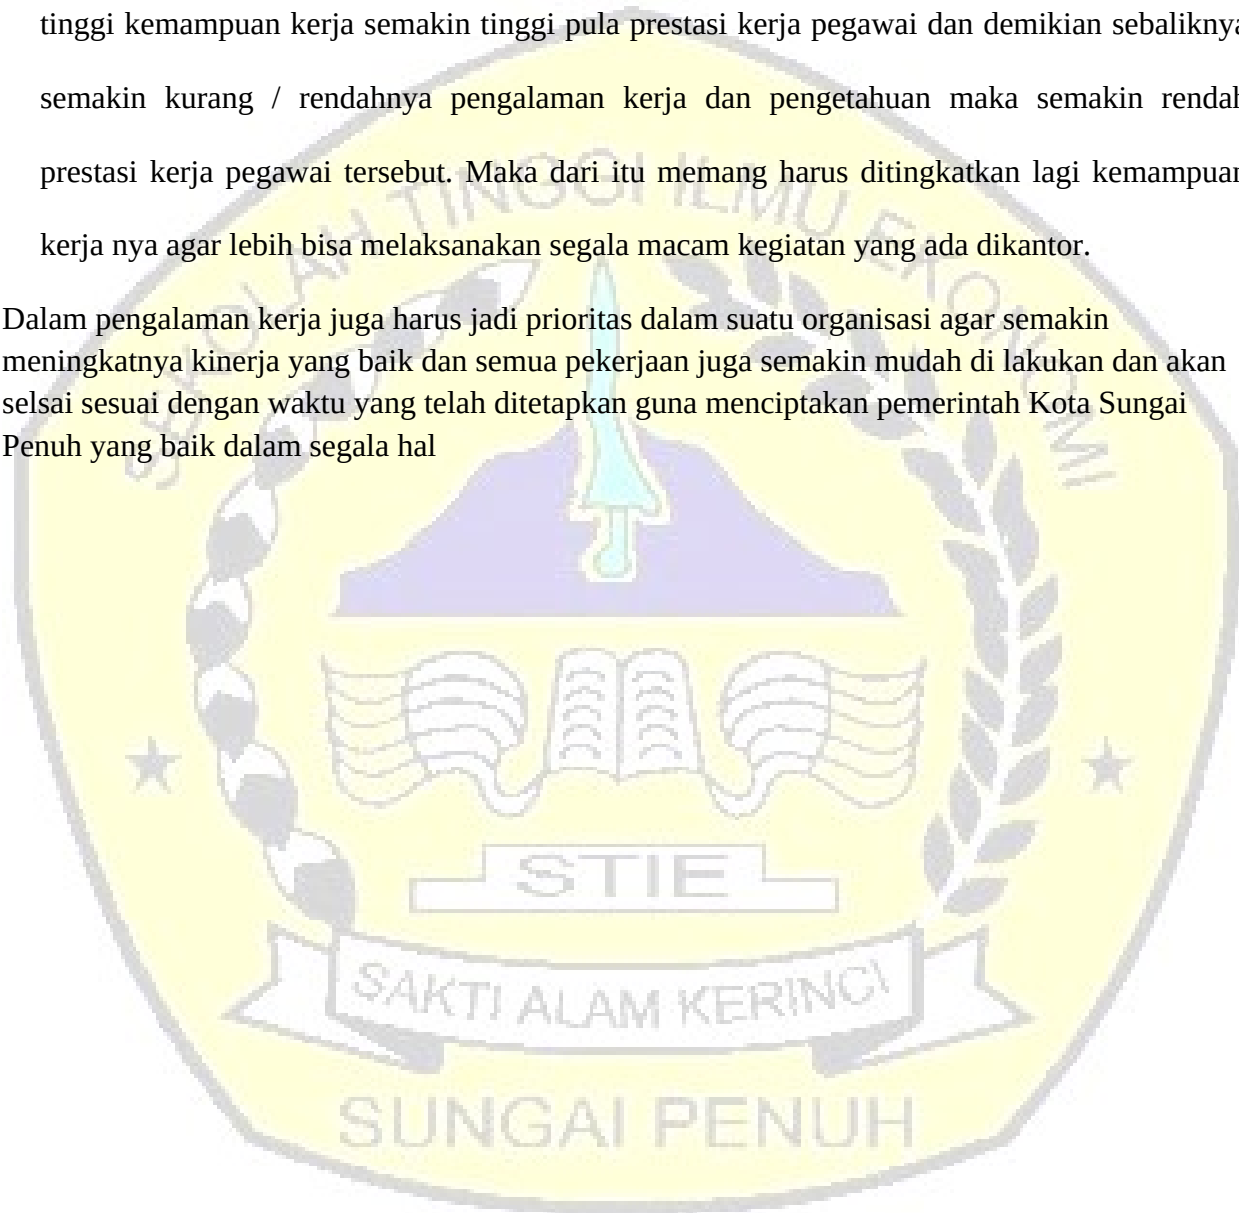 tinggi kemampuan kerja semakin tinggi pula prestasi kerja pegawai dan demikian sebaliknya
semakin kurang / rendahnya pengalaman kerja dan pengetahuan maka semakin rendah
prestasi kerja pegawai tersebut. Maka dari itu memang harus ditingkatkan lagi kemampuan
kerja nya agar lebih bisa melaksanakan segala macam kegiatan yang ada dikantor.
Dalam pengalaman kerja juga harus jadi prioritas dalam suatu organisasi agar semakin
meningkatnya kinerja yang baik dan semua pekerjaan juga semakin mudah di lakukan dan akan
selsai sesuai dengan waktu yang telah ditetapkan guna menciptakan pemerintah Kota Sungai
Penuh yang baik dalam segala hal
SEKOLAH TINGGI ILMU EKONOMI
STIE
SAKTI ALAM KERINCI
SUNGAI PENUH